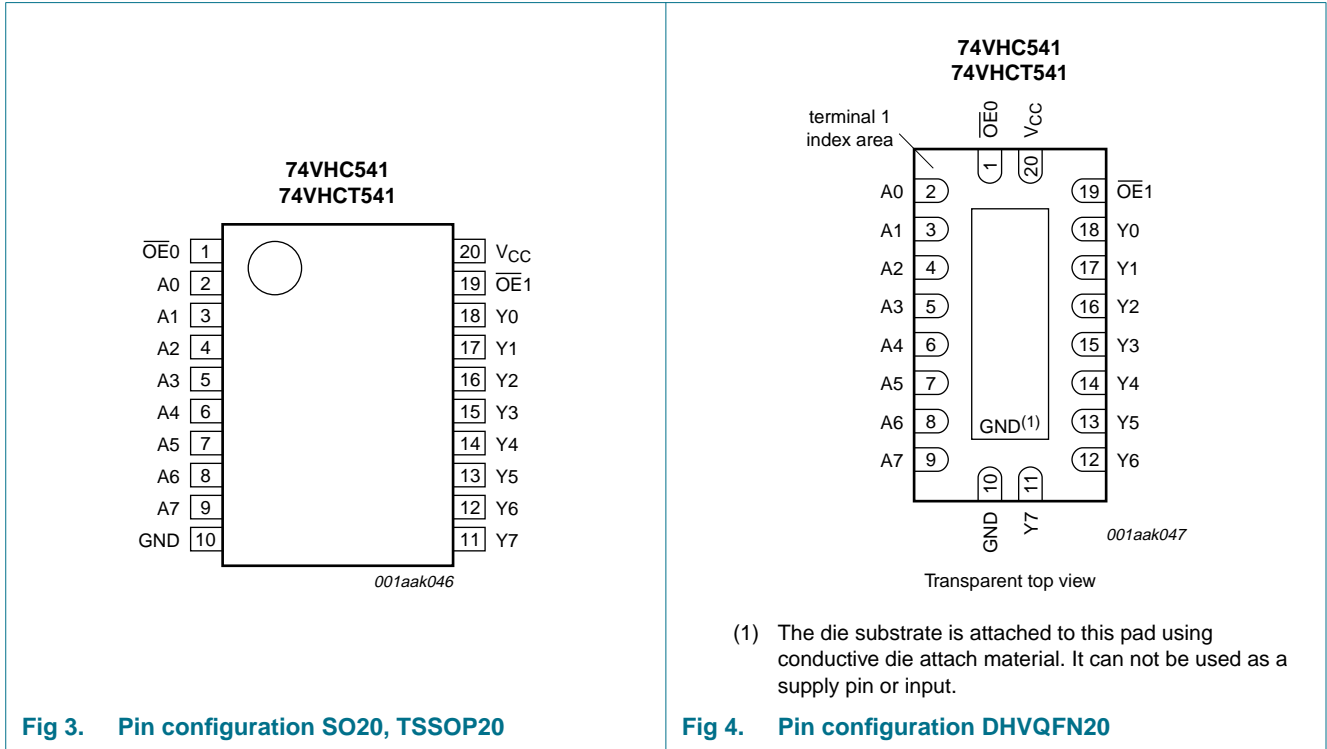 74VHC541
74VHCT541
OE0 1
A0 2
A1 3
A2 4
A3 5
A4 6
A5 7
A6 8
A7 9
GND 10
20 VCC
19 OE1
18 Y0
17 Y1
16 Y2
15 Y3
14 Y4
13 Y5
12 Y6
11 Y7
001aak046
Fig 3. Pin configuration SO20, TSSOP20
74VHC541
74VHCT541
terminal 1
index area
OE0
VCC
1
20
A0 2
A1 3
A2 4
A3 5
A4 6
A5 7
A6 8
A7 9
19 OE1
18 Y0
17 Y1
16 Y2
15 Y3
14 Y4
13 Y5
12 Y6
GND(1)
10
11
GND
Y7
001aak047
Transparent top view
(1) The die substrate is attached to this pad using
conductive die attach material. It can not be used as a
supply pin or input.
Fig 4. Pin configuration DHVQFN20